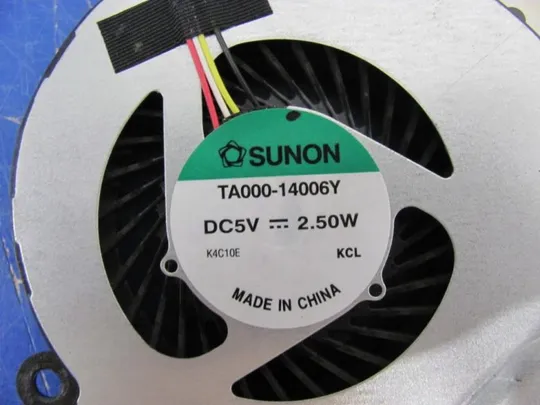 SUNON
TA000-14006Y
DC5V ⎓ 2.50W
K4C10E KCL
MADE IN CHINA